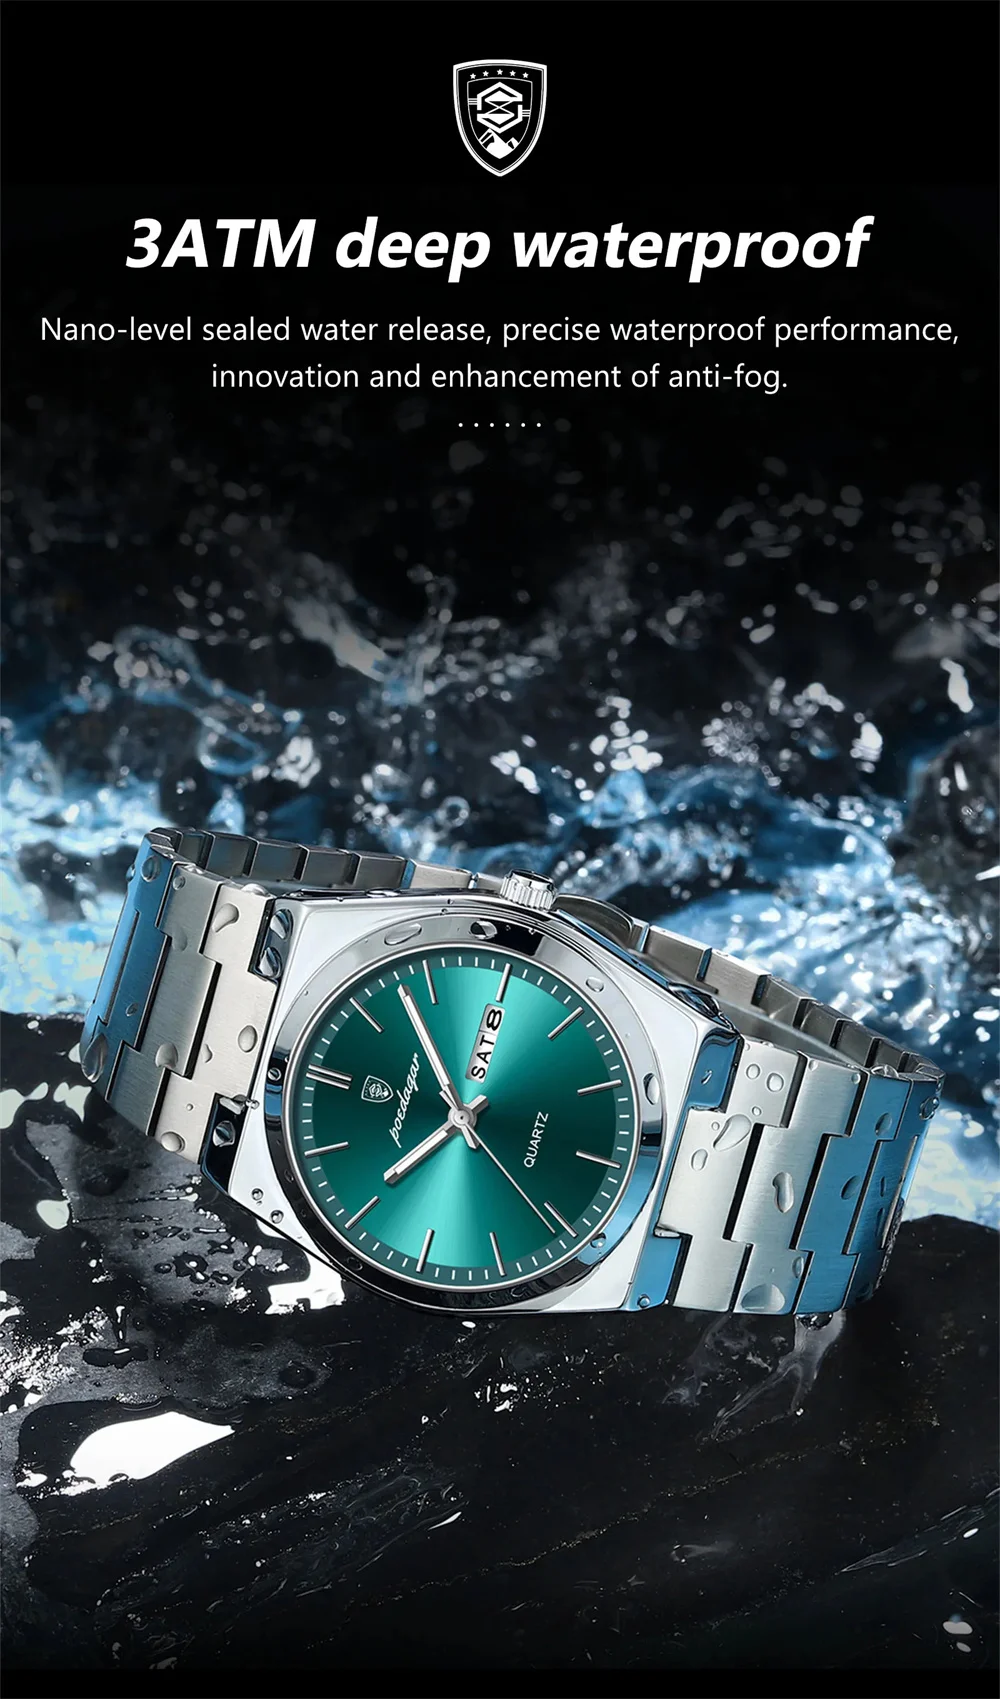 3ATM deep waterproof
Nano-level sealed water release, precise waterproof performance,
innovation and enhancement of anti-fog.
......
poedagar
SAT 8
QUARTZ